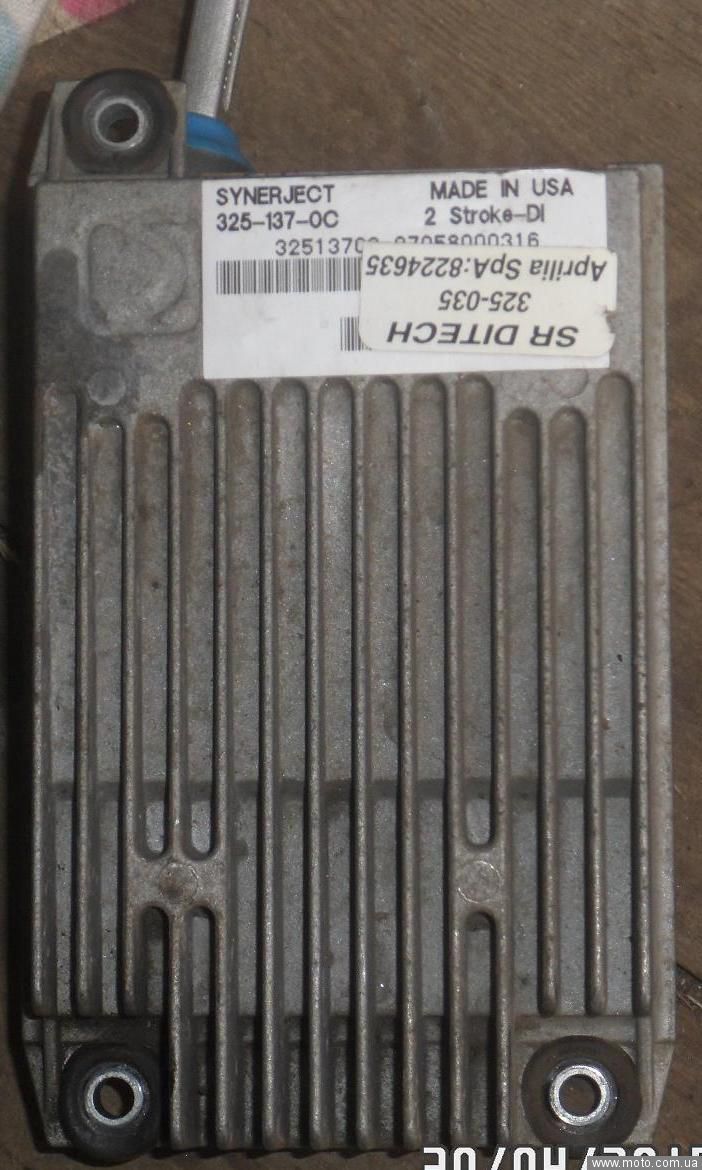 SYNERJECT MADE IN USA
325-137-0C 2 Stroke-DI
SR DITECH
325-035
Aprilia SpA:8224635
www.moto.com.ua